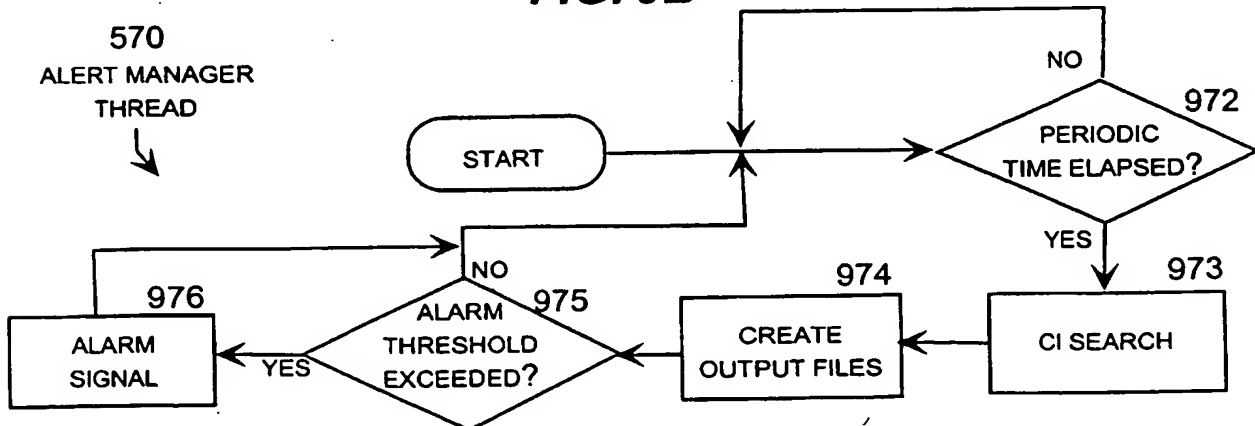 570
ALERT MANAGER
THREAD
START
NO
972
PERIODIC
TIME ELAPSED?
YES
973
CI SEARCH
974
CREATE
OUTPUT FILES
975
NO
ALARM
THRESHOLD
EXCEEDED?
YES
976
ALARM
SIGNAL